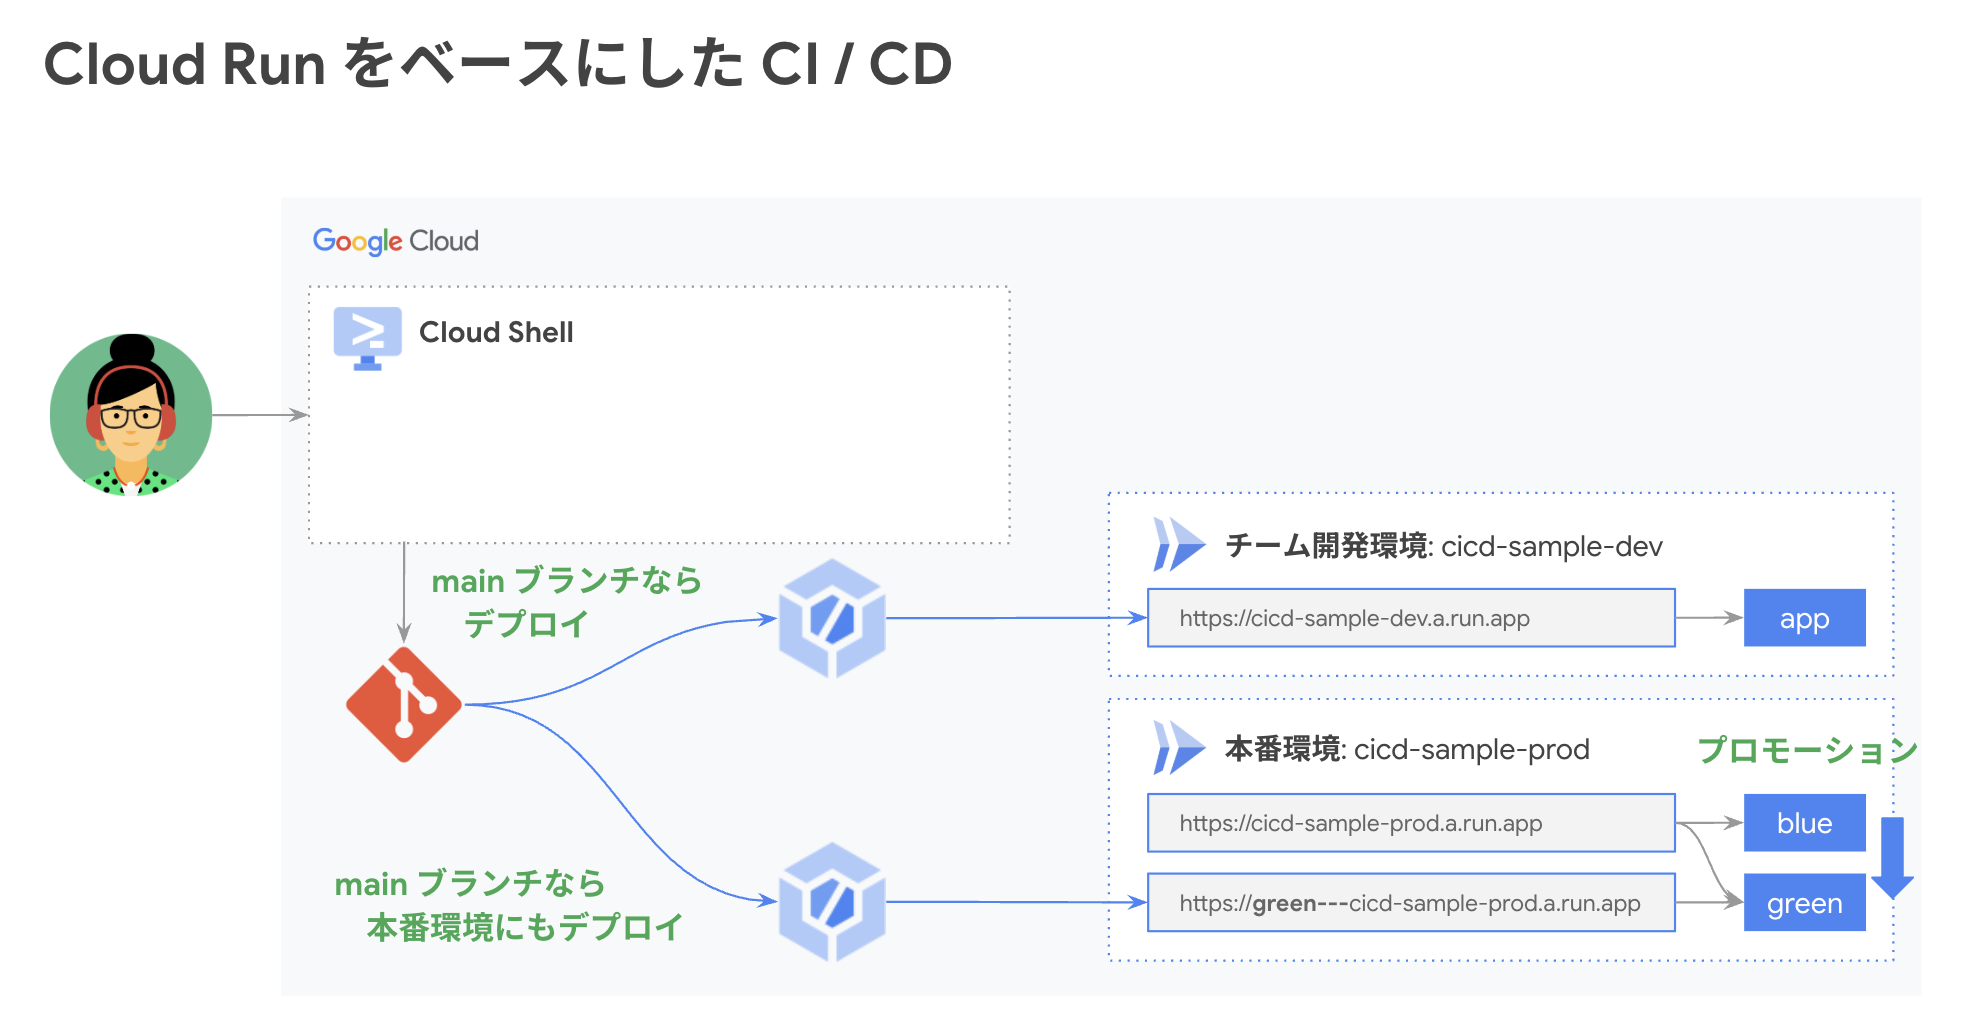 Cloud Run をベースにした CI / CD
Google Cloud
Cloud Shell
main ブランチなら
デプロイ
チーム開発環境: cicd-sample-dev
https://cicd-sample-dev.a.run.app
app
本番環境: cicd-sample-prod
プロモーション
https://cicd-sample-prod.a.run.app
blue
https://green---cicd-sample-prod.a.run.app
green
main ブランチなら
本番環境にもデプロイ